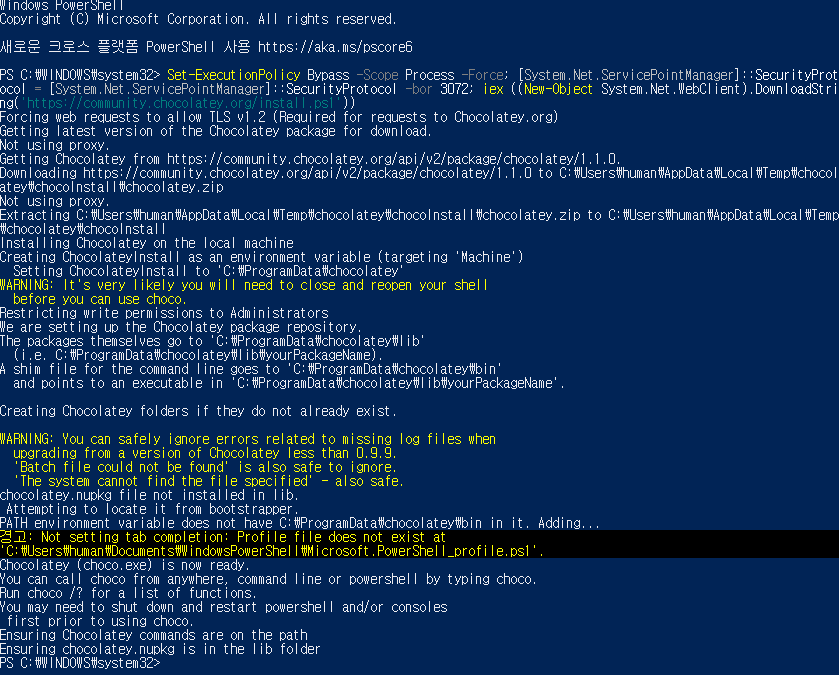 Windows PowerShell
Copyright (C) Microsoft Corporation. All rights reserved.
새로운 크로스 플랫폼 PowerShell 사용 https://aka.ms/pscore6
PS C:₩WINDOWS₩system32> Set-ExecutionPolicy Bypass -Scope Process -Force; [System.Net.ServicePointManager]::SecurityProt
ocol = [System.Net.ServicePointManager]::SecurityProtocol -bor 3072; iex ((New-Object System.Net.WebClient).DownloadStri
ng('https://community.chocolatey.org/install.ps1'))
Forcing web requests to allow TLS v1.2 (Required for requests to Chocolatey.org)
Getting latest version of the Chocolatey package for download.
Not using proxy.
Getting Chocolatey from https://community.chocolatey.org/api/v2/package/chocolatey/1.1.0.
Downloading https://community.chocolatey.org/api/v2/package/chocolatey/1.1.0 to C:₩Users₩human₩AppData₩Local₩Temp₩chocol
atey₩chocoInstall₩chocolatey.zip
Not using proxy.
Extracting C:₩Users₩human₩AppData₩Local₩Temp₩chocolatey₩chocoInstall₩chocolatey.zip to C:₩Users₩human₩AppData₩Local₩Temp
₩chocolatey₩chocoInstall
Installing Chocolatey on the local machine
Creating ChocolateyInstall as an environment variable (targeting 'Machine')
  Setting ChocolateyInstall to 'C:₩ProgramData₩chocolatey'
WARNING: It's very likely you will need to close and reopen your shell
  before you can use choco.
Restricting write permissions to Administrators
We are setting up the Chocolatey package repository.
The packages themselves go to 'C:₩ProgramData₩chocolatey₩lib'
  (i.e. C:₩ProgramData₩chocolatey₩lib₩yourPackageName).
A shim file for the command line goes to 'C:₩ProgramData₩chocolatey₩bin'
  and points to an executable in 'C:₩ProgramData₩chocolatey₩lib₩yourPackageName'.
Creating Chocolatey folders if they do not already exist.
WARNING: You can safely ignore errors related to missing log files when
  upgrading from a version of Chocolatey less than 0.9.9.
  'Batch file could not be found' is also safe to ignore.
  'The system cannot find the file specified' - also safe.
chocolatey.nupkg file not installed in lib.
 Attempting to locate it from bootstrapper.
PATH environment variable does not have C:₩ProgramData₩chocolatey₩bin in it. Adding...
경고: Not setting tab completion: Profile file does not exist at
'C:₩Users₩human₩Documents₩WindowsPowerShell₩Microsoft.PowerShell_profile.ps1'.
Chocolatey (choco.exe) is now ready.
You can call choco from anywhere, command line or powershell by typing choco.
Run choco /? for a list of functions.
You may need to shut down and restart powershell and/or consoles
 first prior to using choco.
Ensuring Chocolatey commands are on the path
Ensuring chocolatey.nupkg is in the lib folder
PS C:₩WINDOWS₩system32>